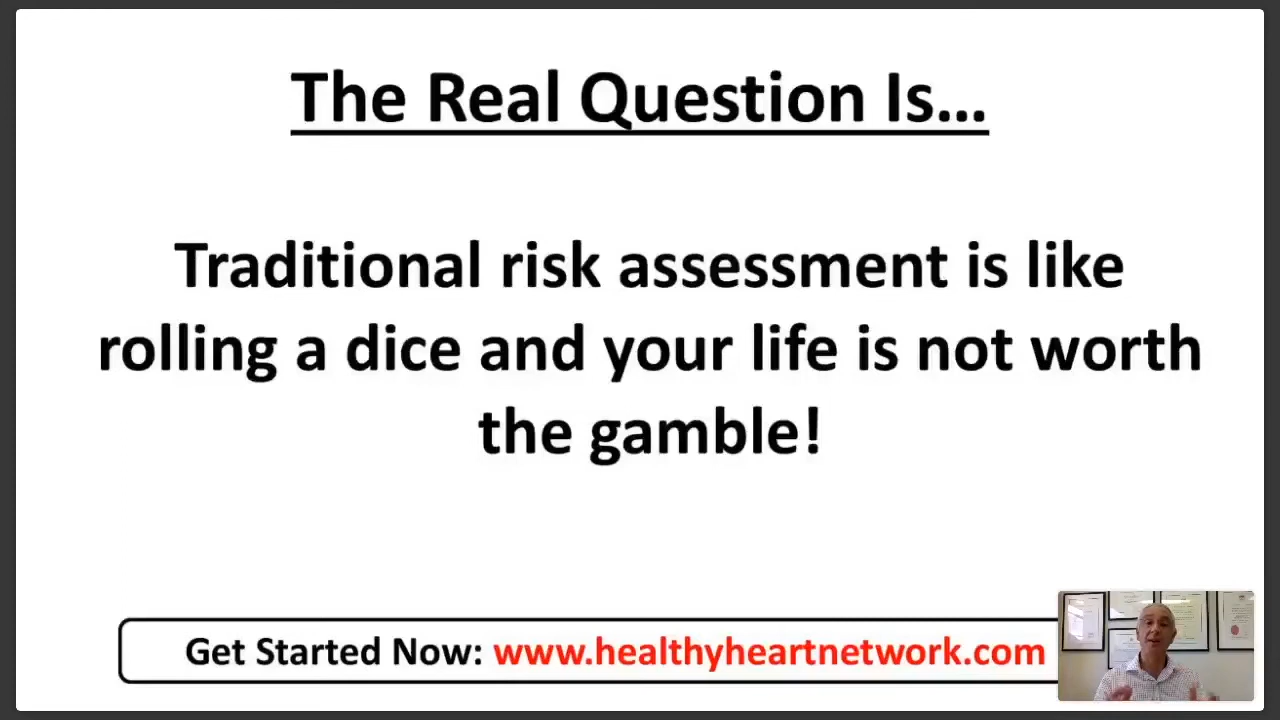 The Real Question Is...
Traditional risk assessment is like
rolling a dice and your life is not worth
the gamble!
Get Started Now: www.healthyheartnetwork.com